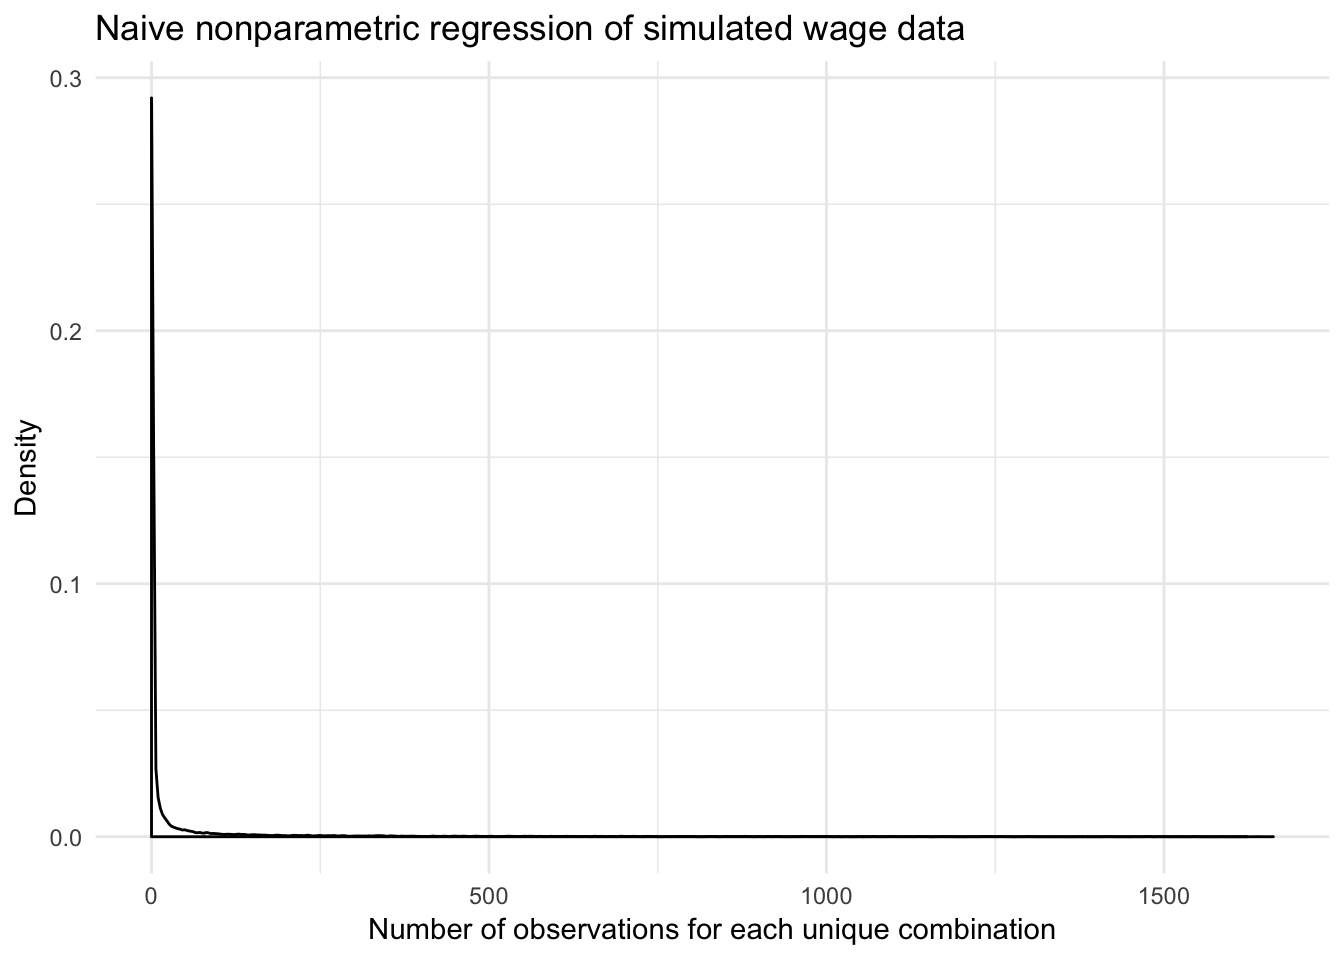 Naive nonparametric regression of simulated wage data
0.3
0.2
0.1
0.0
Density
0 500 1000 1500
Number of observations for each unique combination